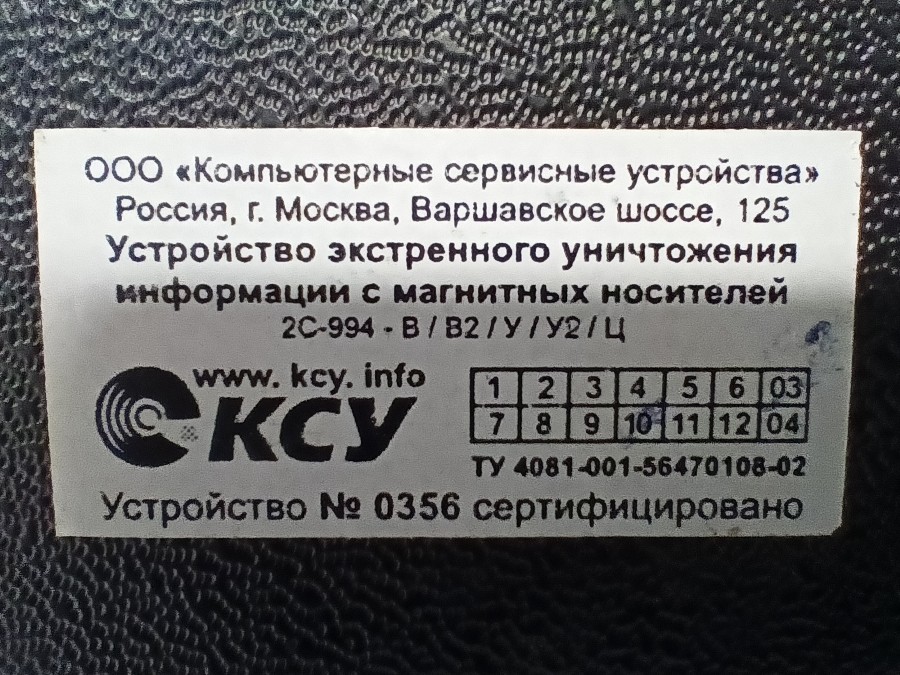 ООО «Компьютерные сервисные устройства»
Россия, г. Москва, Варшавское шоссе, 125
Устройство экстренного уничтожения
информации с магнитных носителей
2С-994 - В / В2 / У / У2 / Ц
www. kcy. info
КСУ
1 2 3 4 5 6 03
7 8 9 10 11 12 04
ТУ 4081-001-56470108-02
Устройство № 0356 сертифицировано